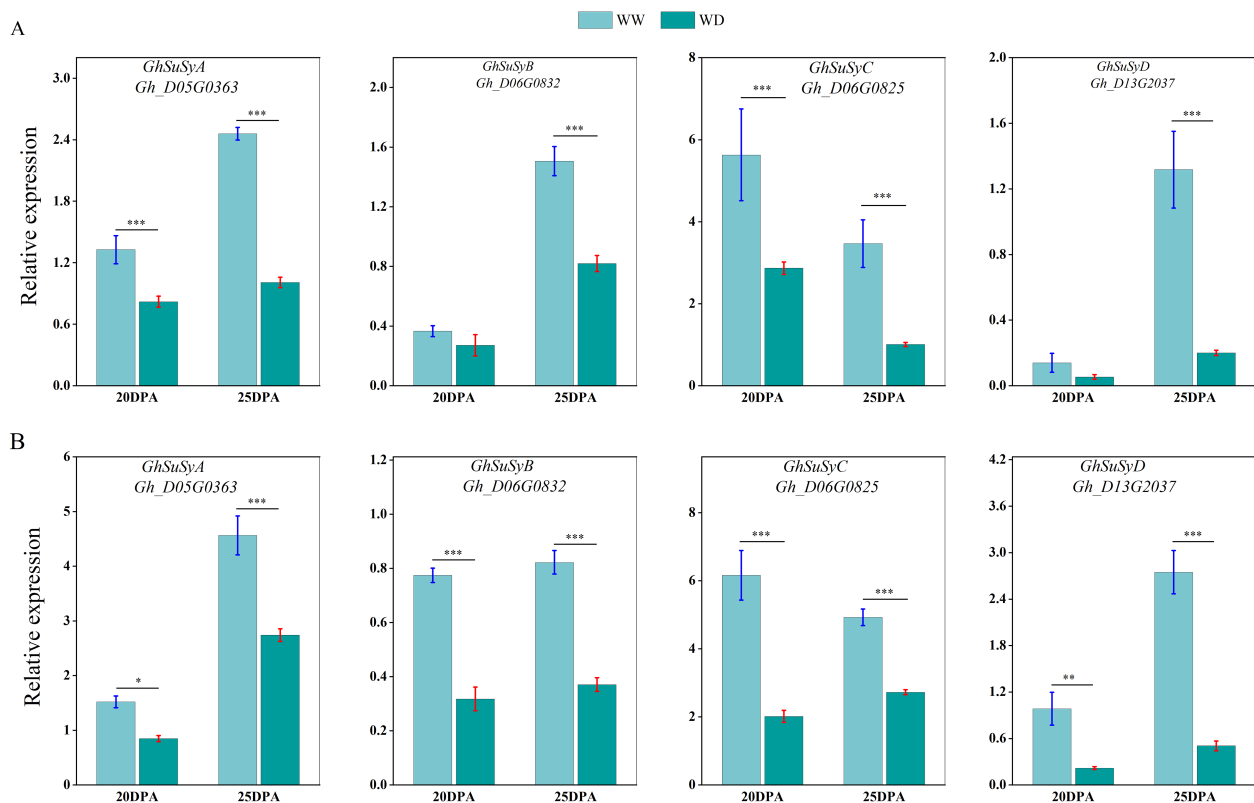 WW WD
A
GhSuSyA
Gh_D05G0363
3.0
2.4
1.8
1.2
0.6
0.0
Relative expression
***
***
20DPA 25DPA
GhSuSyB
Gh_D06G0832
2.0
1.6
1.2
0.8
0.4
0.0
***
20DPA 25DPA
GhSuSyC
Gh_D06G0825
8
6
4
2
0
***
***
20DPA 25DPA
GhSuSyD
Gh_D13G2037
2.0
1.6
1.2
0.8
0.4
0.0
***
20DPA 25DPA
B
GhSuSyA
Gh_D05G0363
6
5
4
3
2
1
0
Relative expression
*
***
20DPA 25DPA
GhSuSyB
Gh_D06G0832
1.2
1.0
0.8
0.6
0.4
0.2
0.0
***
***
20DPA 25DPA
GhSuSyC
Gh_D06G0825
8
6
4
2
0
***
***
20DPA 25DPA
GhSuSyD
Gh_D13G2037
4.2
3.6
3.0
2.4
1.8
1.2
0.6
0.0
**
***
20DPA 25DPA